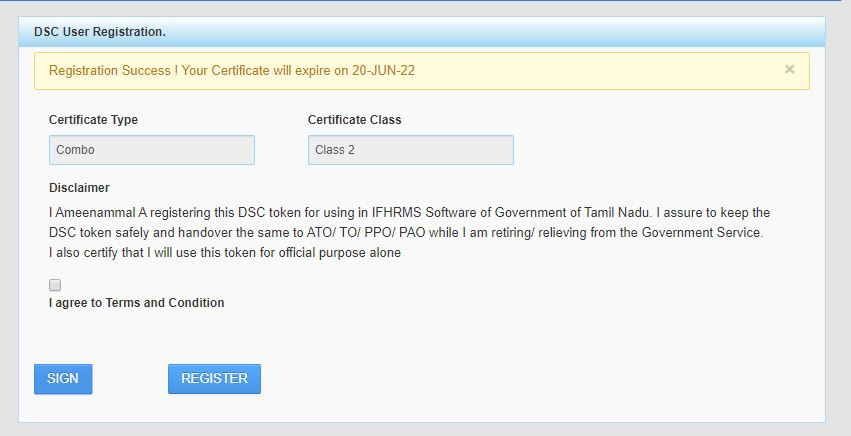 DSC User Registration.
Registration Success ! Your Certificate will expire on 20-JUN-22 ×
Certificate Type Certificate Class
Combo Class 2
Disclaimer
I Ameenammal A registering this DSC token for using in IFHRMS Software of Government of Tamil Nadu. I assure to keep the
DSC token safely and handover the same to ATO/ TO/ PPO/ PAO while I am retiring/ relieving from the Government Service.
I also certify that I will use this token for official purpose alone
I agree to Terms and Condition
SIGN REGISTER